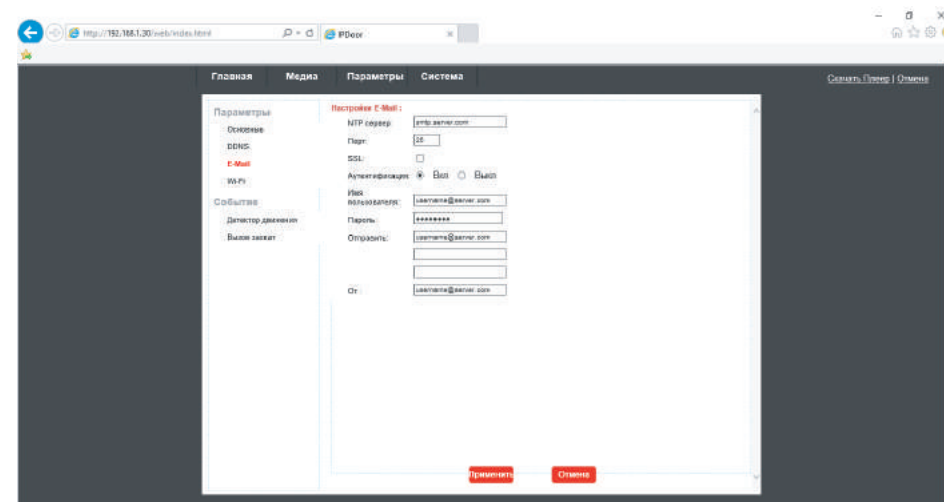 http://192.168.1.30/web/index.html
IPDoor
Главная Медиа Параметры Система
Скачать Плеер | Отмена
Параметры
Основные
DDNS
E-Mail
Wi-Fi
События
Детектор движения
Вызов захват
Настройки E-Mail :
NTP сервер: smtp.server.com
Порт: 25
SSL:
Аутентификация: Вкл Выкл
Имя пользователя: username@server.com
Пароль: ••••••••
Отправить: username@server.com
От : username@server.com
Применить Отмена